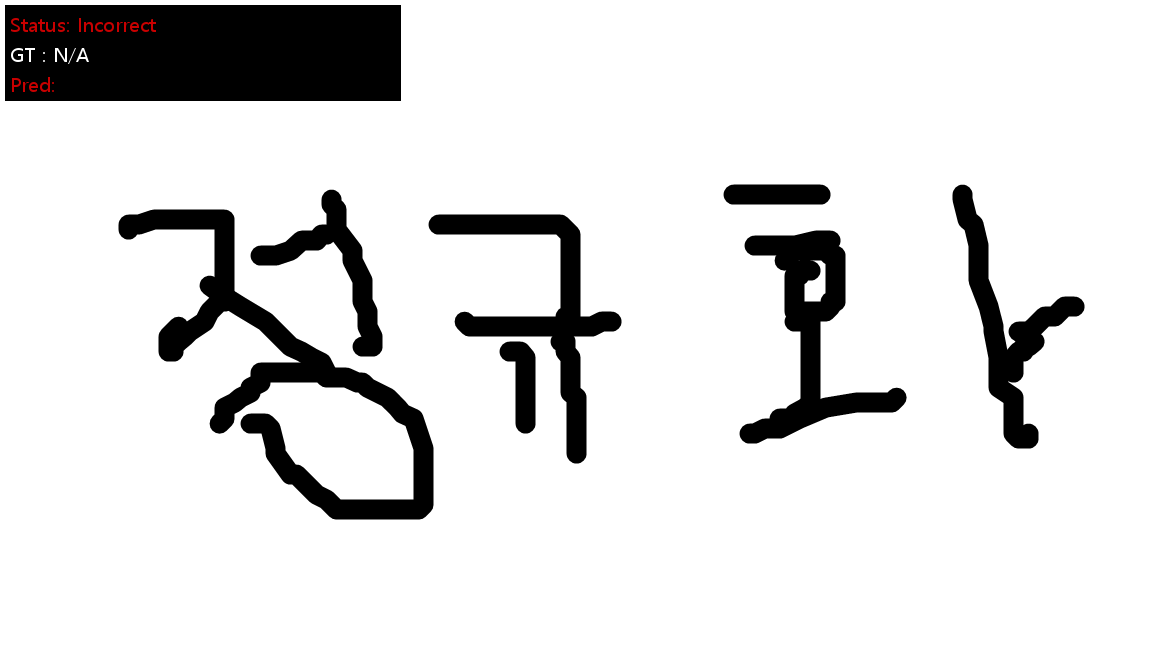 Status: Incorrect
GT : N/A
Pred:
정규화